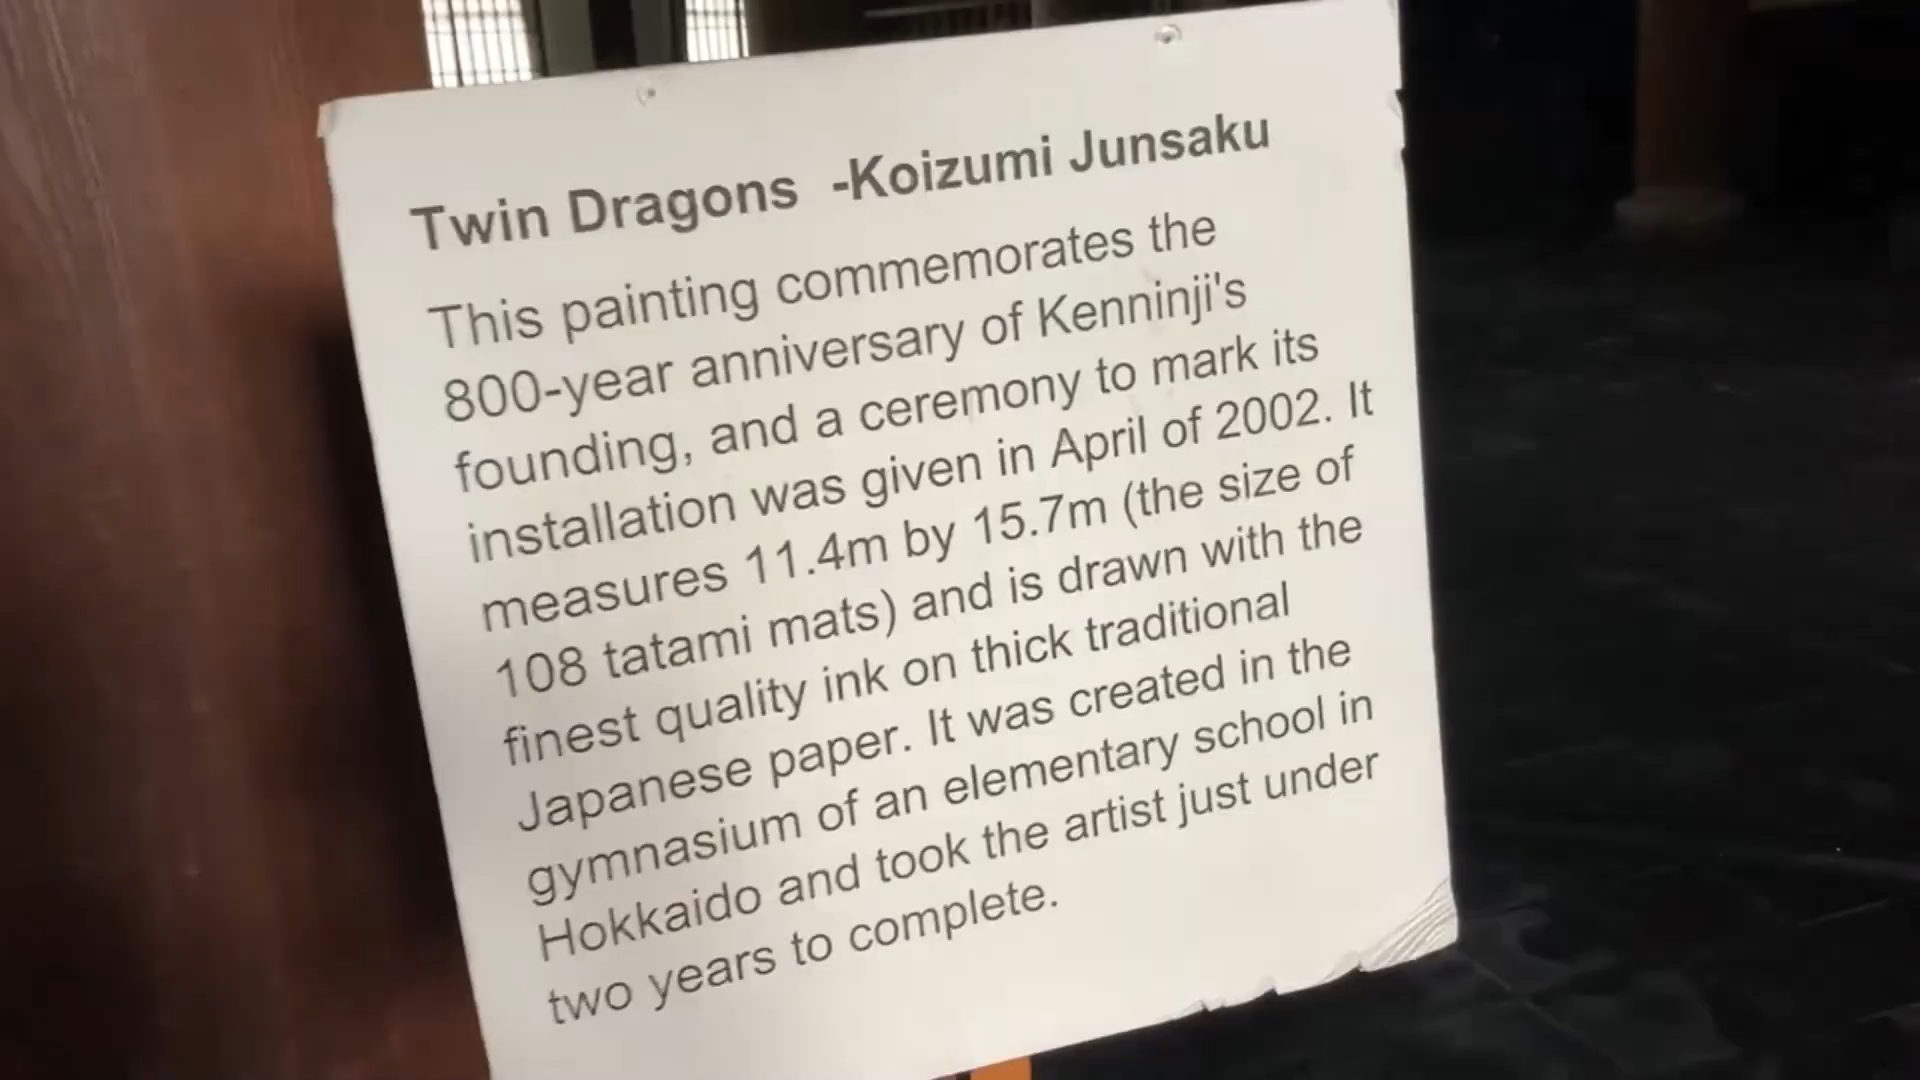 Twin Dragons -Koizumi Junsaku
This painting commemorates the
800-year anniversary of Kenninji's
founding, and a ceremony to mark its
installation was given in April of 2002. It
measures 11.4m by 15.7m (the size of
108 tatami mats) and is drawn with the
finest quality ink on thick traditional
Japanese paper. It was created in the
gymnasium of an elementary school in
Hokkaido and took the artist just under
two years to complete.